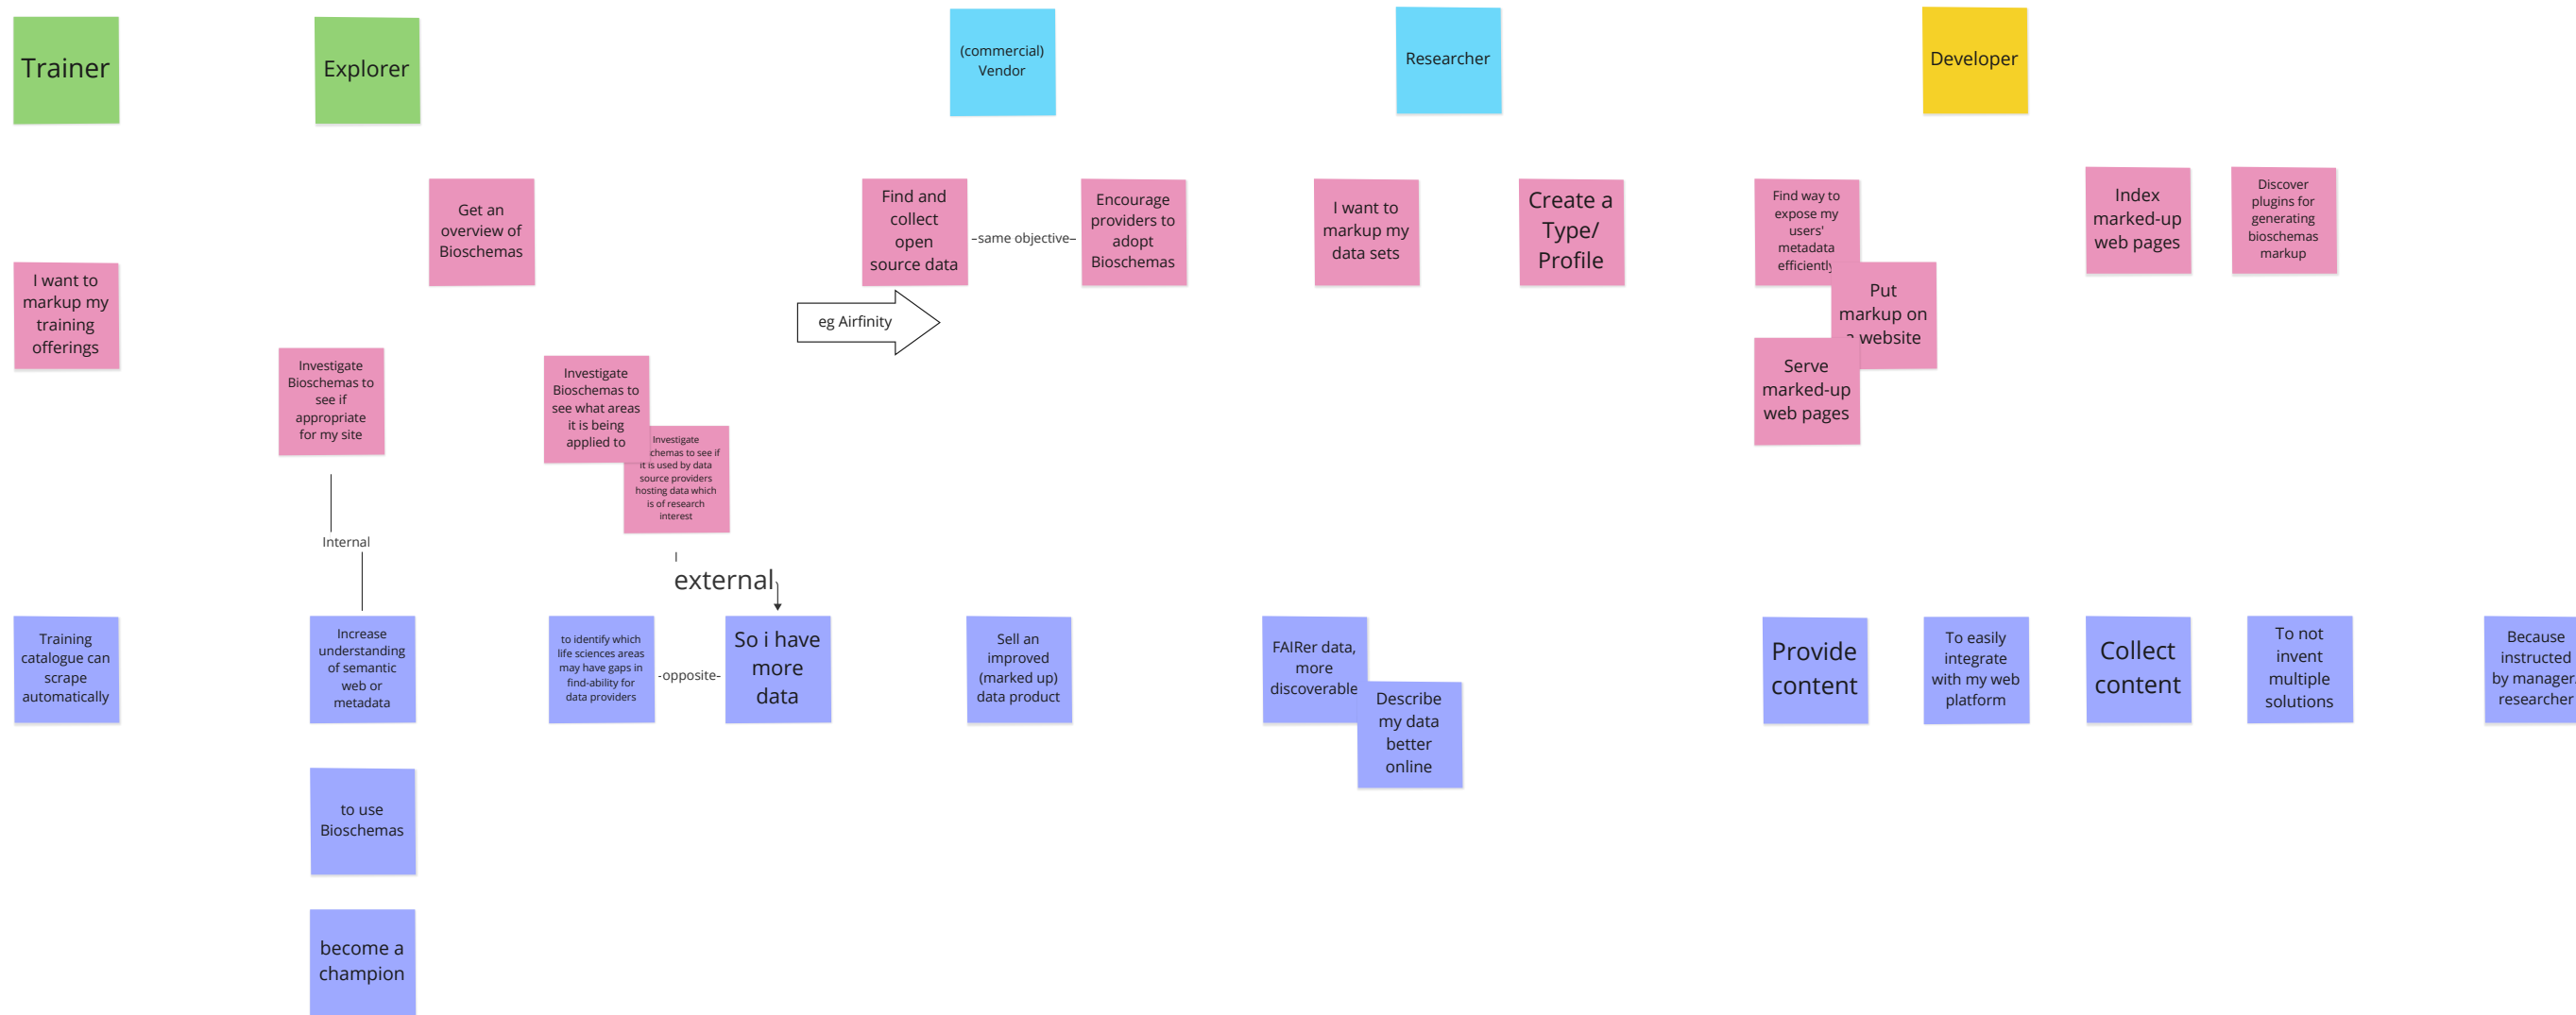 Trainer
Explorer
(commercial)
Vendor
Researcher
Developer
Get an
overview of
Bioschemas
Find and
collect
open
source data
-same objective-
Encourage
providers to
adopt
Bioschemas
I want to
markup my
data sets
Create a
Type/
Profile
Find way to
expose my
users'
metadata
efficiently
Index
marked-up
web pages
Discover
plugins for
generating
bioschemas
markup
I want to
markup my
training
offerings
eg Airfinity
Put
markup on
a website
Investigate
Bioschemas to
see if
appropriate
for my site
Investigate
Bioschemas to
see what areas
it is being
applied to
Serve
marked-up
web pages
Investigate
chemas to see if
it is used by data
source providers
hosting data which
is of research
interest
Internal
external
Training
catalogue can
scrape
automatically
Increase
understanding
of semantic
web or
metadata
to identify which
life sciences areas
may have gaps in
find-ability for
data providers
-opposite-
So i have
more
data
Sell an
improved
(marked up)
data product
FAIRer data,
more
discoverable
Describe
my data
better
online
Provide
content
To easily
integrate
with my web
platform
Collect
content
To not
invent
multiple
solutions
Because
instructed
by manager
researcher
to use
Bioschemas
become a
champion